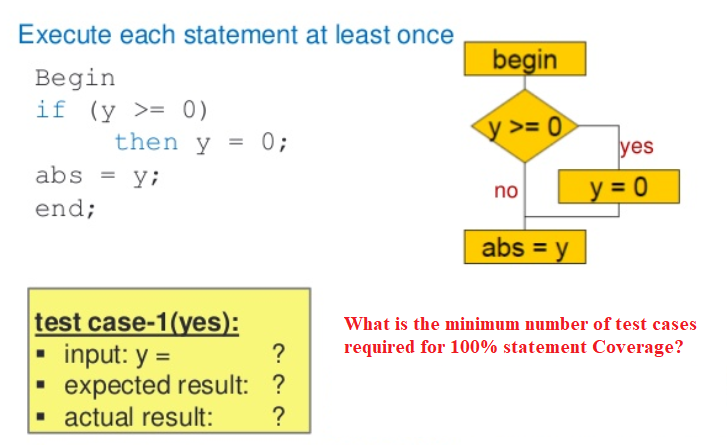 Execute each statement at least once
Begin
if (y >= 0)
then y = 0;
abs = y;
end;
begin
y >= 0
yes
no
y = 0
abs = y
test case-1(yes):
▪ input: y = ?
▪ expected result: ?
▪ actual result: ?
What is the minimum number of test cases
required for 100% statement Coverage?